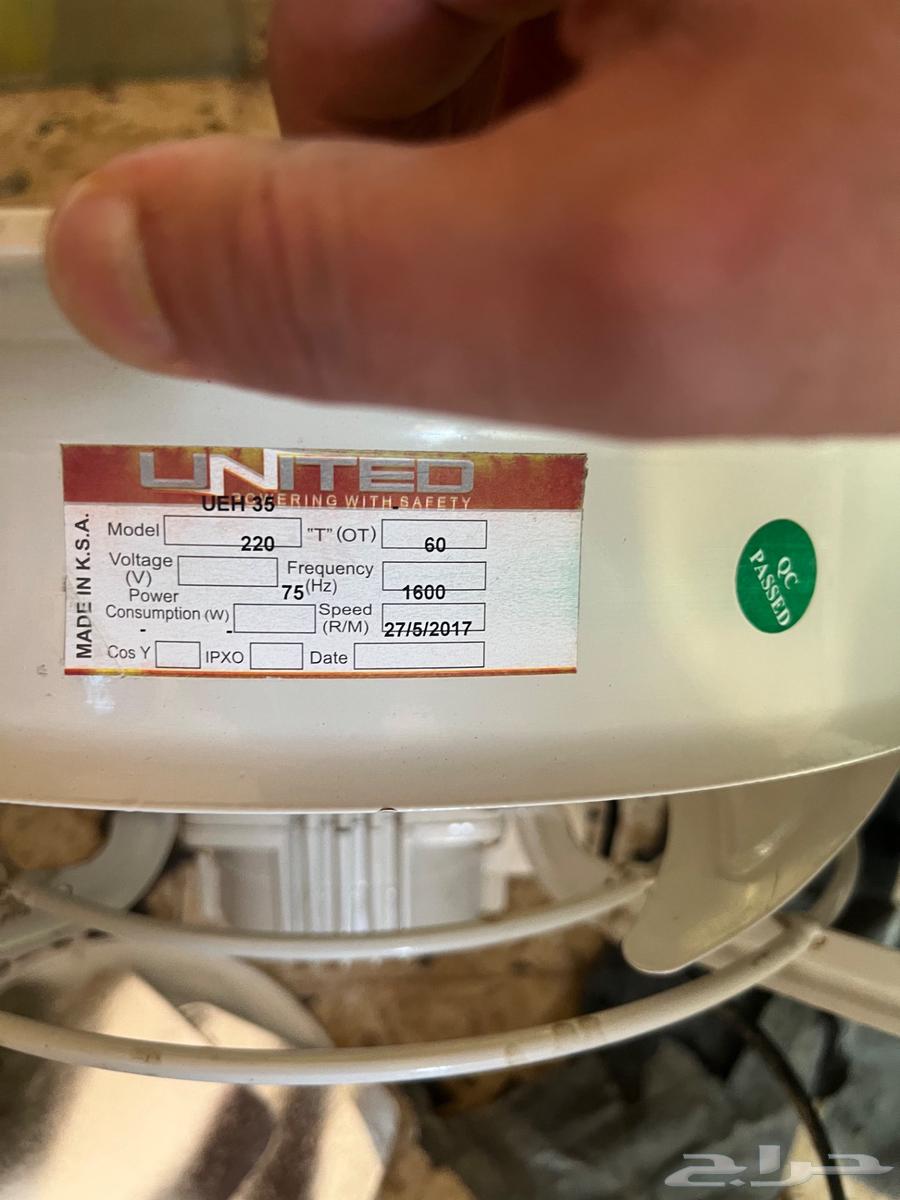 UNITED
POWERING WITH SAFETY
MADE IN K.S.A.
Model UEH 35 "T" (OT) -
Voltage (V) 220 Frequency (Hz) 60
Power Consumption (W) 75 Speed (R/M) 1600
Cos Y - IPXO - Date 27/5/2017
QC
PASSED
حراج